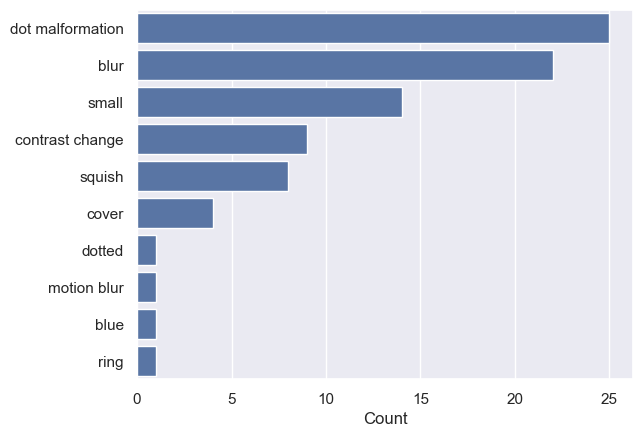 dot malformation
blur
small
contrast change
squish
cover
dotted
motion blur
blue
ring
0 5 10 15 20 25
Count